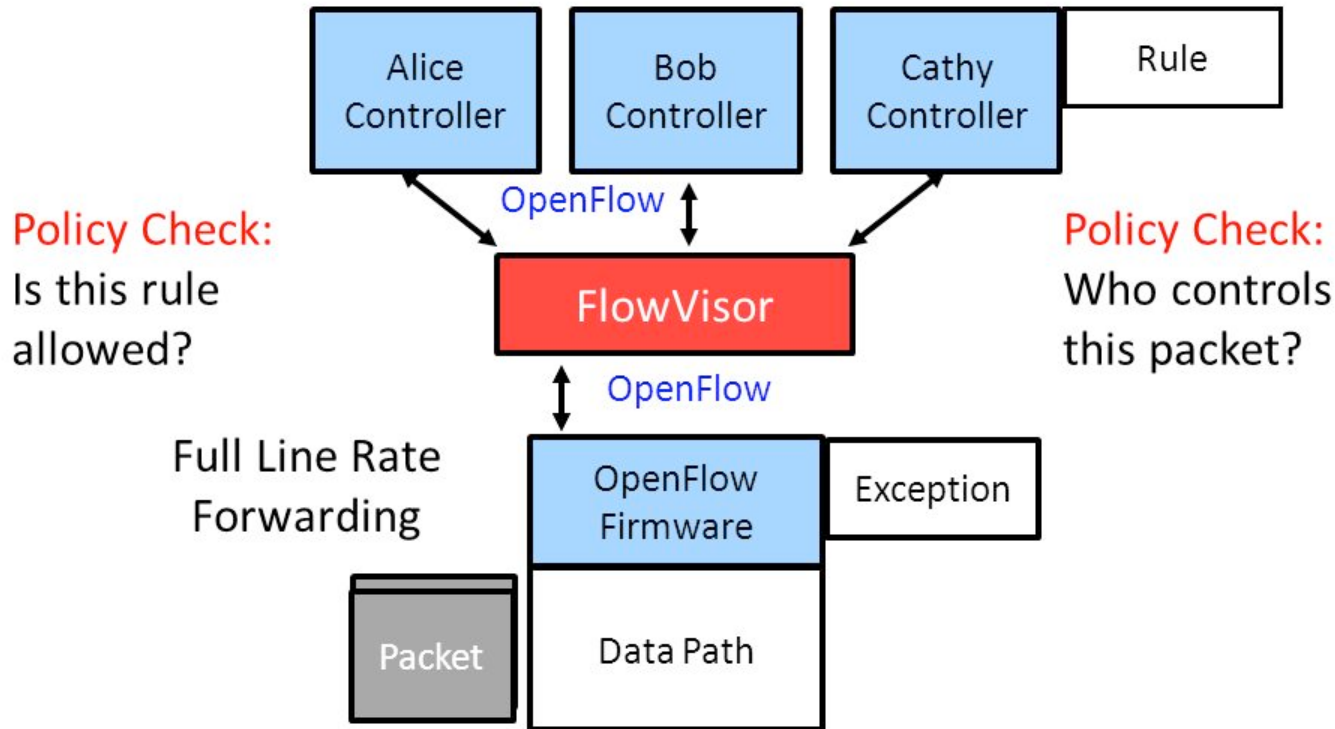 Alice
Controller
Bob
Controller
Cathy
Controller
Rule
OpenFlow
Policy Check:
Is this rule
allowed?
Policy Check:
Who controls
this packet?
FlowVisor
OpenFlow
Full Line Rate
Forwarding
OpenFlow
Firmware
Exception
Packet
Data Path